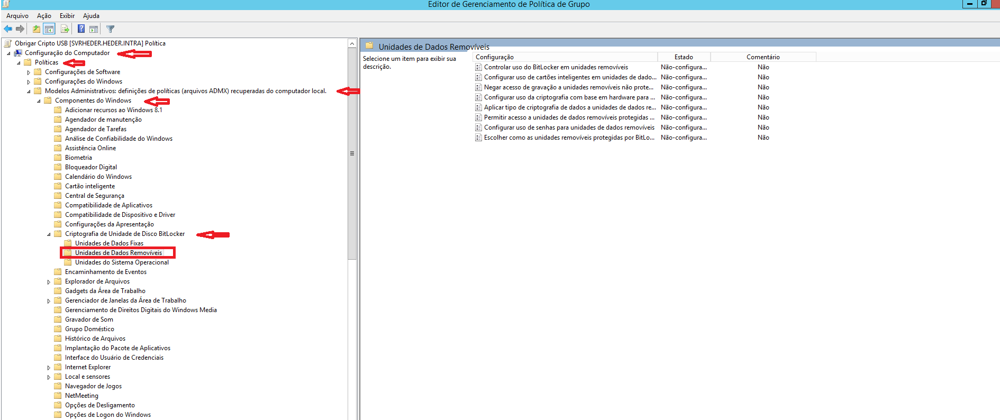 Editor de Gerenciamento de Política de Grupo
Arquivo Ação Exibir Ajuda
Obrigar Cripto USB [SVRHEDER.HEDER.INTRA] Política
Configuração do Computador
Políticas
Configurações de Software
Configurações do Windows
Modelos Administrativos: definições de políticas (arquivos ADMX) recuperadas do computador local.
Componentes do Windows
Adicionar recursos ao Windows 8.1
Agendador de manutenção
Agendador de Tarefas
Análise de Confiabilidade do Windows
Assistência Online
Biometria
Bloqueador Digital
Calendário do Windows
Cartão inteligente
Central de Segurança
Compatibilidade de Aplicativos
Compatibilidade de Dispositivo e Driver
Configurações da Apresentação
Criptografia de Unidade de Disco BitLocker
Unidades de Dados Fixas
Unidades de Dados Removíveis
Unidades do Sistema Operacional
Encaminhamento de Eventos
Explorador de Arquivos
Gadgets da Área de Trabalho
Gerenciador de Janelas da Área de Trabalho
Gerenciamento de Direitos Digitais do Windows Media
Gravador de Som
Grupo Doméstico
Histórico de Arquivos
Implantação do Pacote de Aplicativos
Interface do Usuário de Credenciais
Internet Explorer
Local e sensores
Navegador de Jogos
NetMeeting
Opções de Desligamento
Opções de Logon do Windows
Unidades de Dados Removíveis
Selecione um item para exibir sua
descrição.
Configuração Estado Comentário
Controlar uso do BitLocker em unidades removíveis Não-configura... Não
Configurar uso de cartões inteligentes em unidades de dado... Não-configura... Não
Negar acesso de gravação a unidades removíveis não prote... Não-configura... Não
Configurar uso da criptografia com base em hardware para ... Não-configura... Não
Aplicar tipo de criptografia de dados a unidades de dados re... Não-configura... Não
Permitir acesso a unidades de dados removíveis protegidas ... Não-configura... Não
Configurar uso de senhas para unidades de dados removíveis Não-configura... Não
Escolher como as unidades removíveis protegidas por BitLo... Não-configura... Não